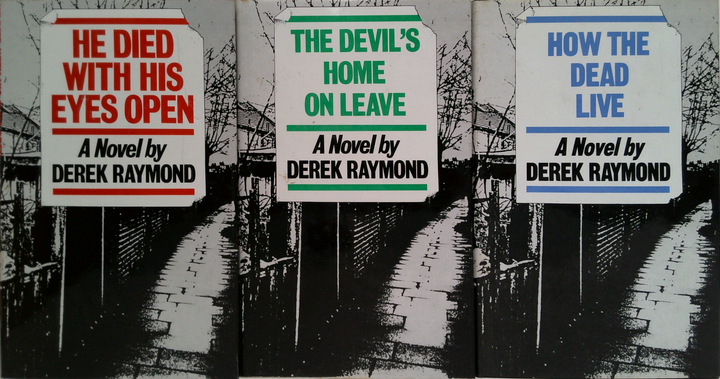 HE DIED
WITH HIS
EYES OPEN
A Novel by
DEREK RAYMOND
THE DEVIL'S
HOME
ON LEAVE
A Novel by
DEREK RAYMOND
HOW THE
DEAD
LIVE
A Novel by
DEREK RAYMOND